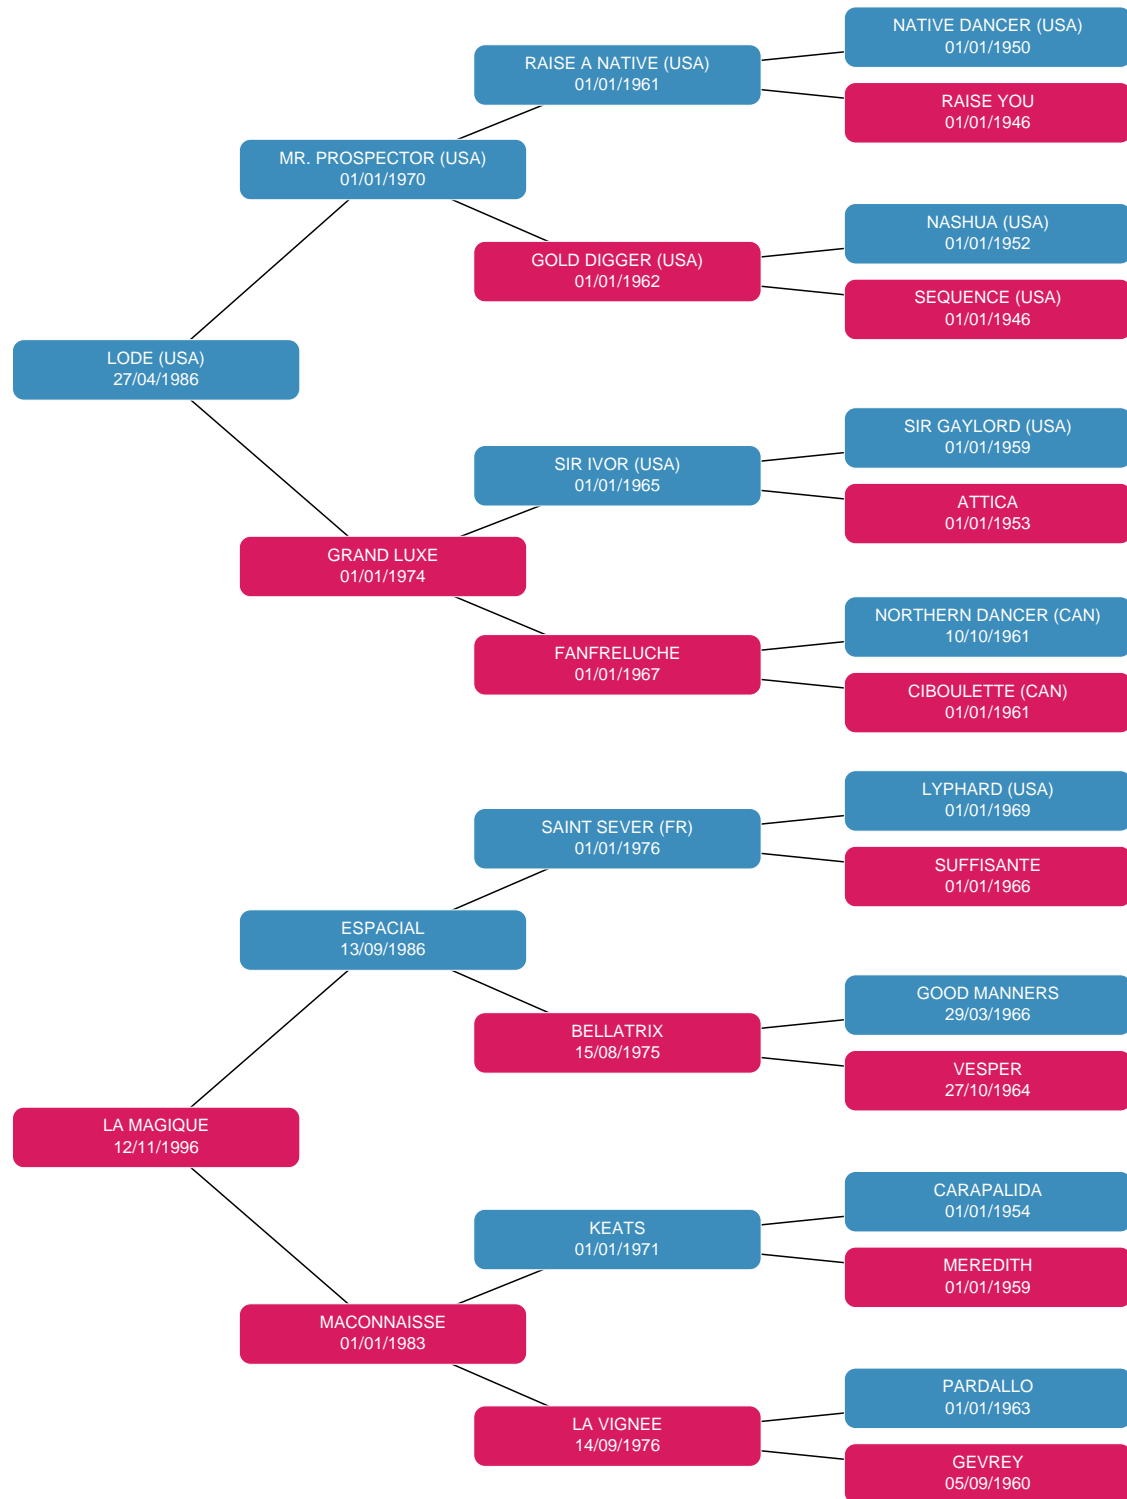 NATIVE DANCER (USA)
01/01/1950
RAISE A NATIVE (USA)
01/01/1961
RAISE YOU
01/01/1946
MR. PROSPECTOR (USA)
01/01/1970
NASHUA (USA)
01/01/1952
GOLD DIGGER (USA)
01/01/1962
SEQUENCE (USA)
01/01/1946
LODE (USA)
27/04/1986
SIR GAYLORD (USA)
01/01/1959
SIR IVOR (USA)
01/01/1965
ATTICA
01/01/1953
GRAND LUXE
01/01/1974
NORTHERN DANCER (CAN)
10/10/1961
FANFRELUCHE
01/01/1967
CIBOULETTE (CAN)
01/01/1961
LYPHARD (USA)
01/01/1969
SAINT SEVER (FR)
01/01/1976
SUFFISANTE
01/01/1966
ESPACIAL
13/09/1986
GOOD MANNERS
29/03/1966
BELLATRIX
15/08/1975
VESPER
27/10/1964
LA MAGIQUE
12/11/1996
CARAPALIDA
01/01/1954
KEATS
01/01/1971
MEREDITH
01/01/1959
MACONNAISSE
01/01/1983
PARDALLO
01/01/1963
LA VIGNEE
14/09/1976
GEVREY
05/09/1960